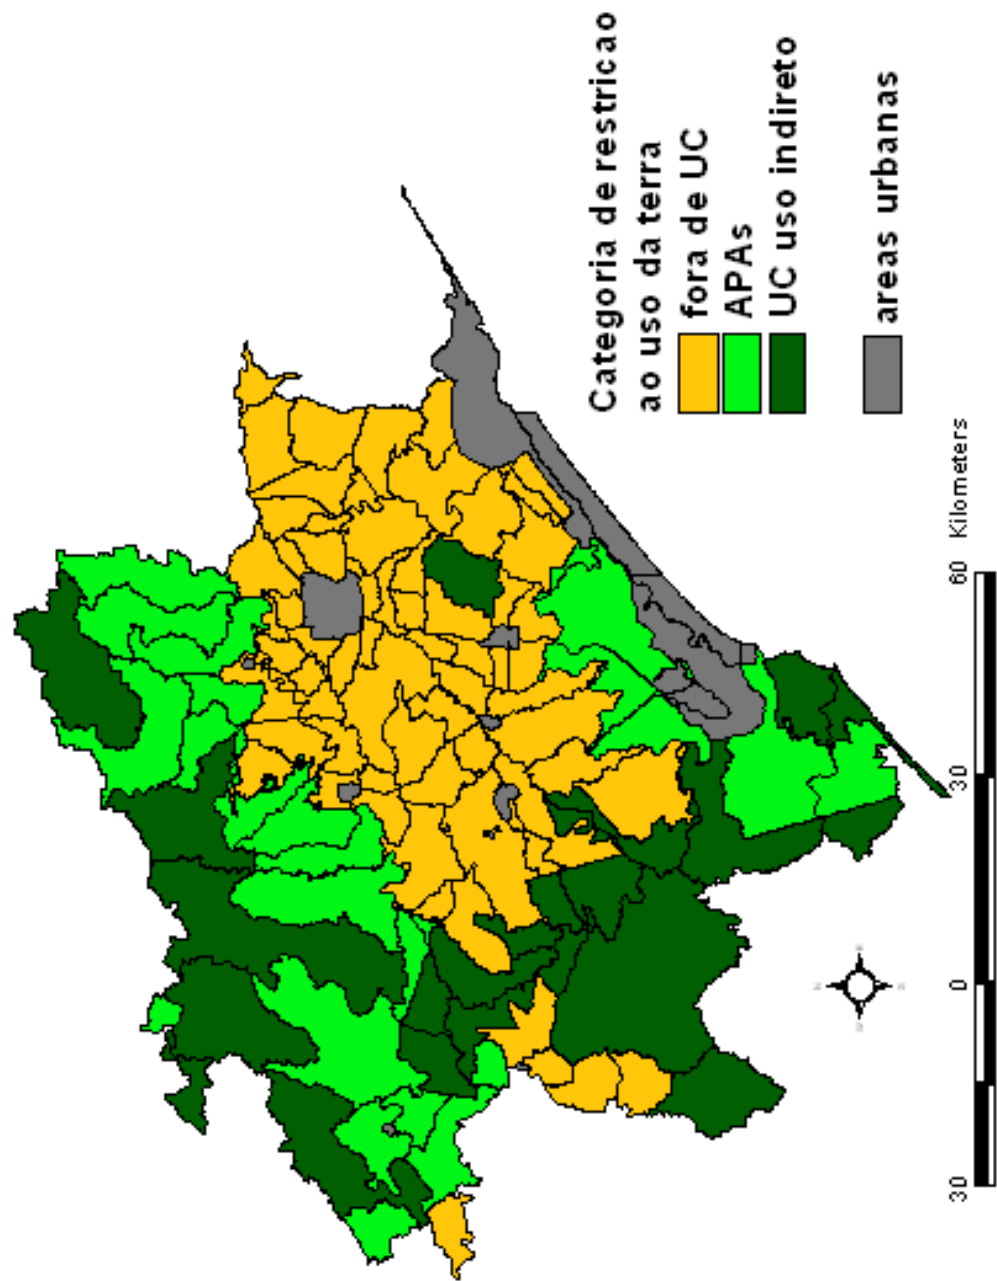 Categoria de restricao
ao uso da terra
fora de UC
APAs
UC uso indireto
areas urbanas
30 0 30 60 Kilometers